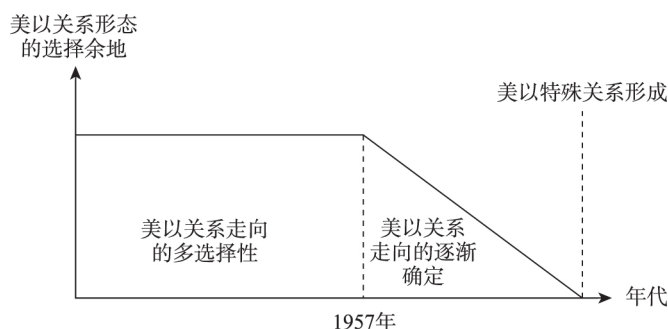 美以关系形态
的选择余地
美以特殊关系形成
美以关系走向
的多选择性
美以关系
走向的逐渐
确定
年代
1957年